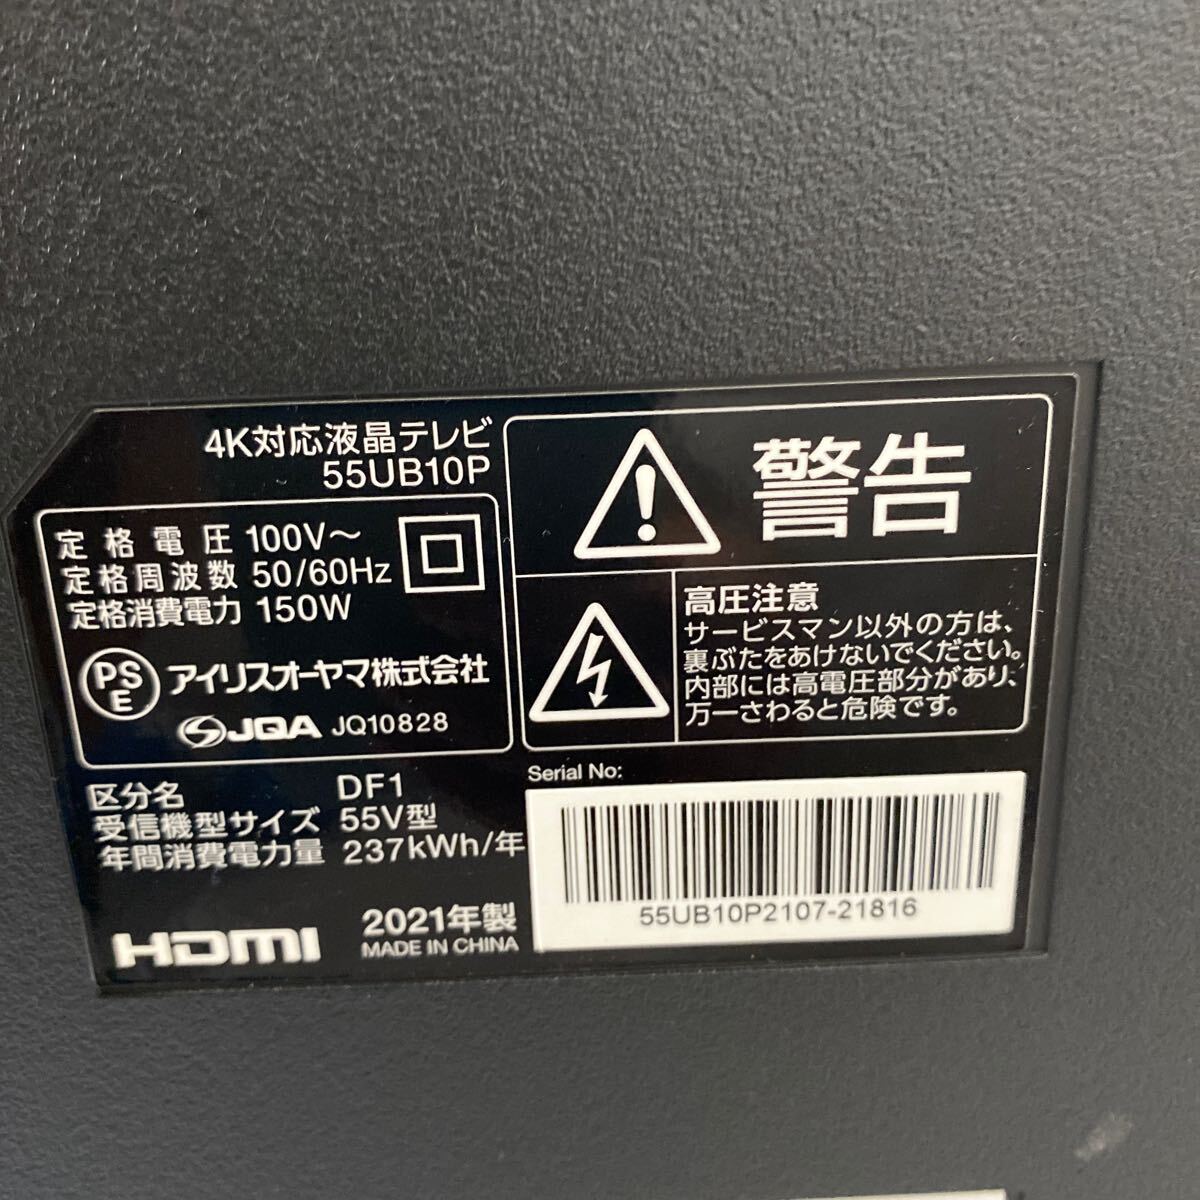 4K対応液晶テレビ
55UB10P
定格電圧 100V～
定格周波数 50/60Hz
定格消費電力 150W
PS
E
アイリスオーヤマ株式会社
JQA JQ10828
区分名 DF1
受信機型サイズ 55V型
年間消費電力量 237kWh/年
HDMI
2021年製
MADE IN CHINA
警告
高圧注意
サービスマン以外の方は、
裏ぶたをあけないでください。
内部には高電圧部分があり、
万一さわると危険です。
Serial No:
55UB10P2107-21816